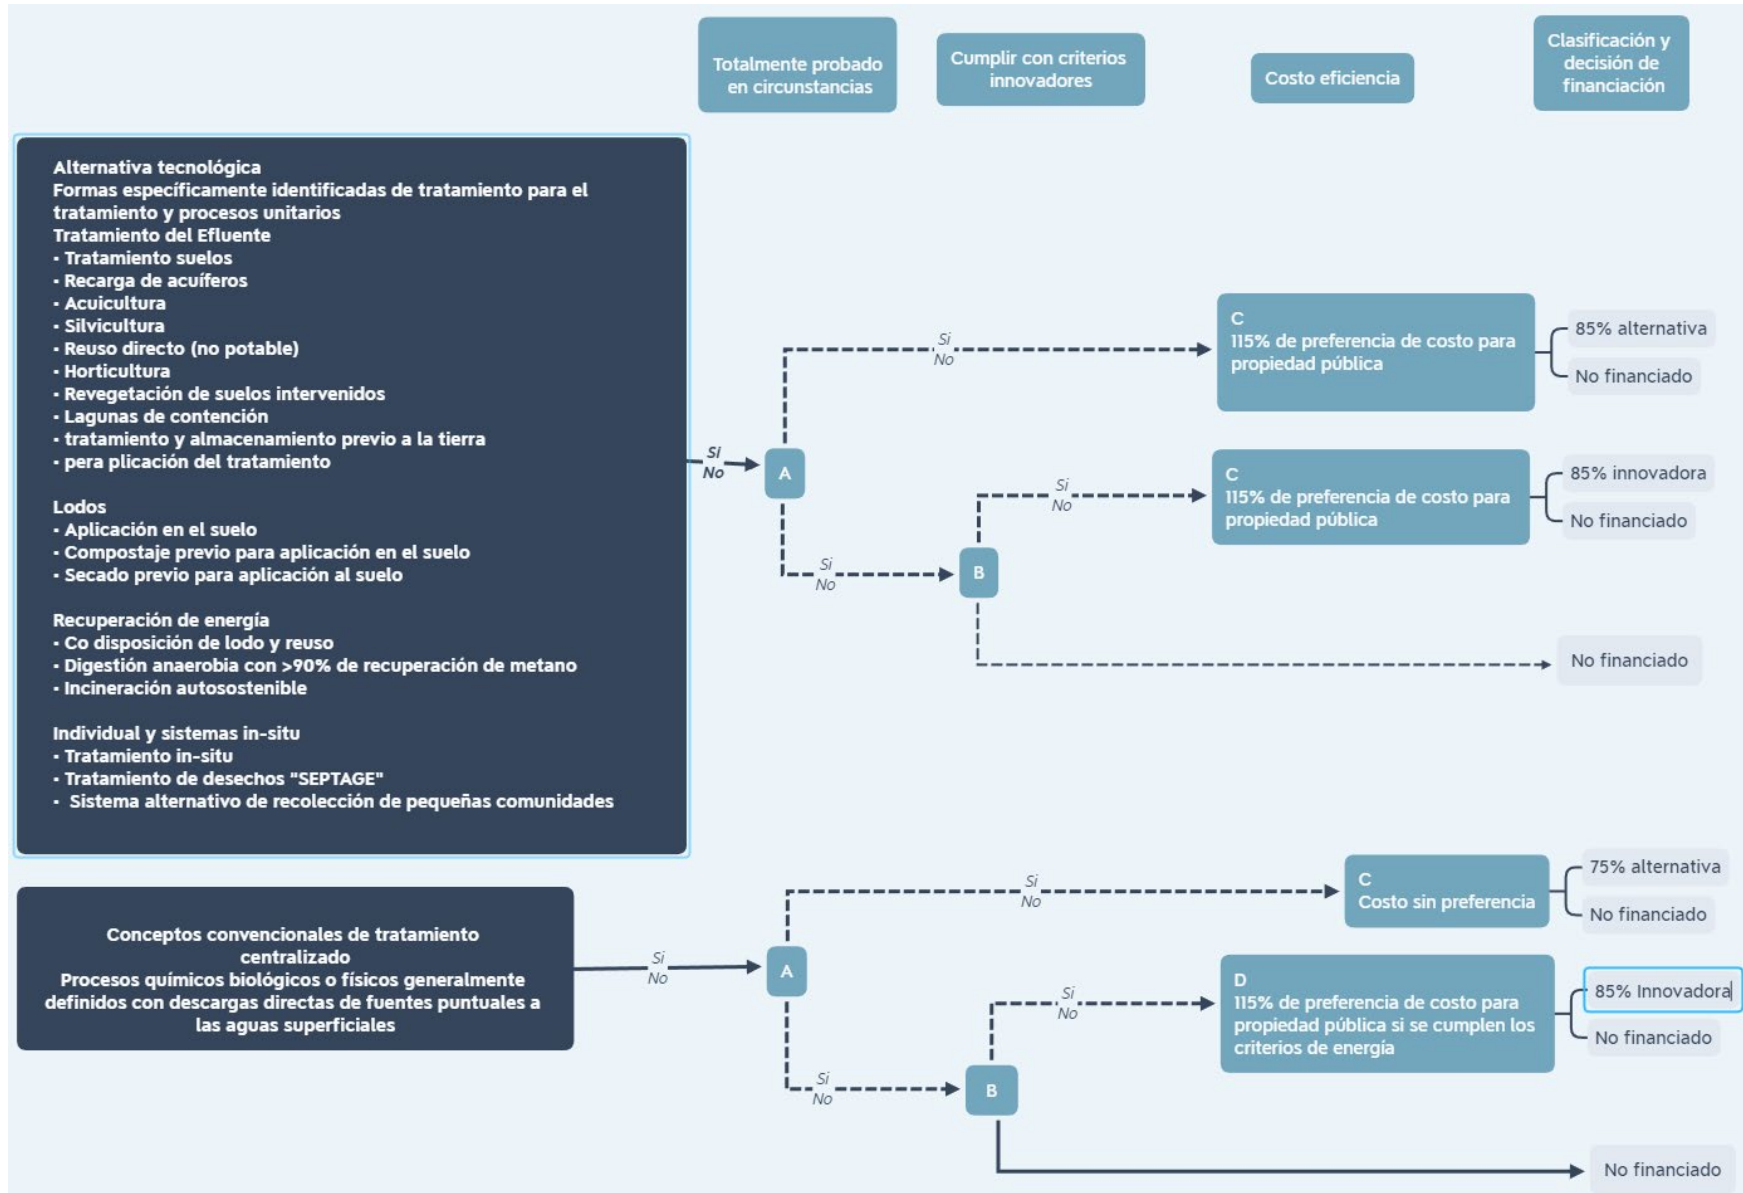 Totalmente probado
en circunstancias
Cumplir con criterios
innovadores
Costo eficiencia
Clasificación y
decisión de
financiación
Alternativa tecnológica
Formas específicamente identificadas de tratamiento para el
tratamiento y procesos unitarios
Tratamiento del Efluente
- Tratamiento suelos
- Recarga de acuíferos
- Acuicultura
- Silvicultura
- Reuso directo (no potable)
- Horticultura
- Revegetación de suelos intervenidos
- Lagunas de contención
- tratamiento y almacenamiento previo a la tierra
- pera plicación del tratamiento
Lodos
- Aplicación en el suelo
- Compostaje previo para aplicación en el suelo
- Secado previo para aplicación al suelo
Recuperación de energía
- Co disposición de lodo y reuso
- Digestión anaerobia con >90% de recuperación de metano
- Incineración autosostenible
Individual y sistemas in-situ
- Tratamiento in-situ
- Tratamiento de desechos "SEPTAGE"
- Sistema alternativo de recolección de pequeñas comunidades
Si
No
A
Si
No
C
115% de preferencia de costo para
propiedad pública
85% alternativa
No financiado
Si
No
B
Si
No
C
115% de preferencia de costo para
propiedad pública
85% innovadora
No financiado
No financiado
Conceptos convencionales de tratamiento
centralizado
Procesos químicos biológicos o físicos generalmente
definidos con descargas directas de fuentes puntuales a
las aguas superficiales
Si
No
A
Si
No
C
Costo sin preferencia
75% alternativa
No financiado
Si
No
B
Si
No
D
115% de preferencia de costo para
propiedad pública si se cumplen los
criterios de energía
85% Innovadora
No financiado
No financiado